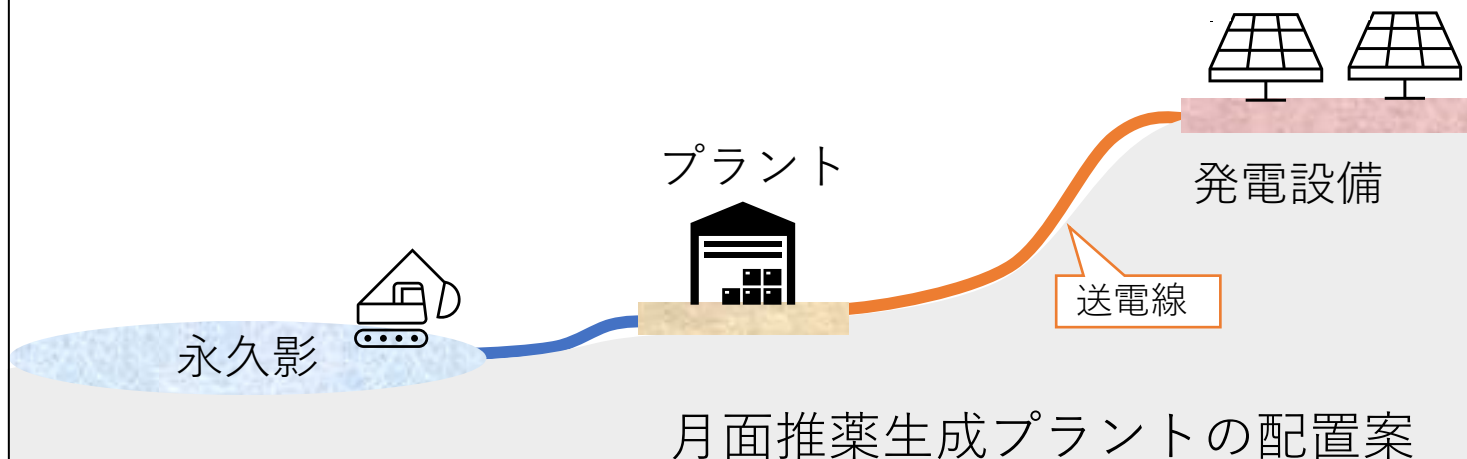 プラント
発電設備
送電線
永久影
月面推薬生成プラントの配置案